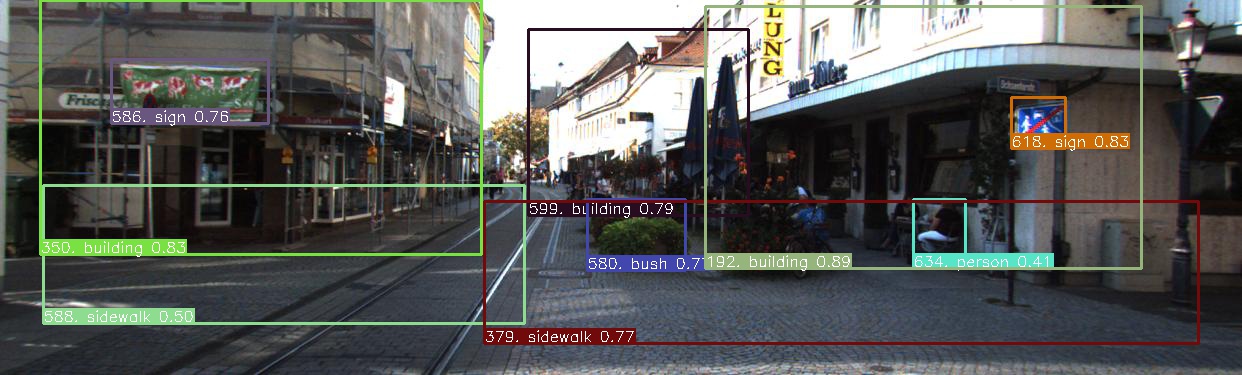 LUNG
586. sign 0.76
Frisch
618. sign 0.83
599. building 0.79
350. building 0.83
580. bush 0.7
192. building 0.89
634. person 0.41
588. sidewalk 0.50
379. sidewalk 0.77